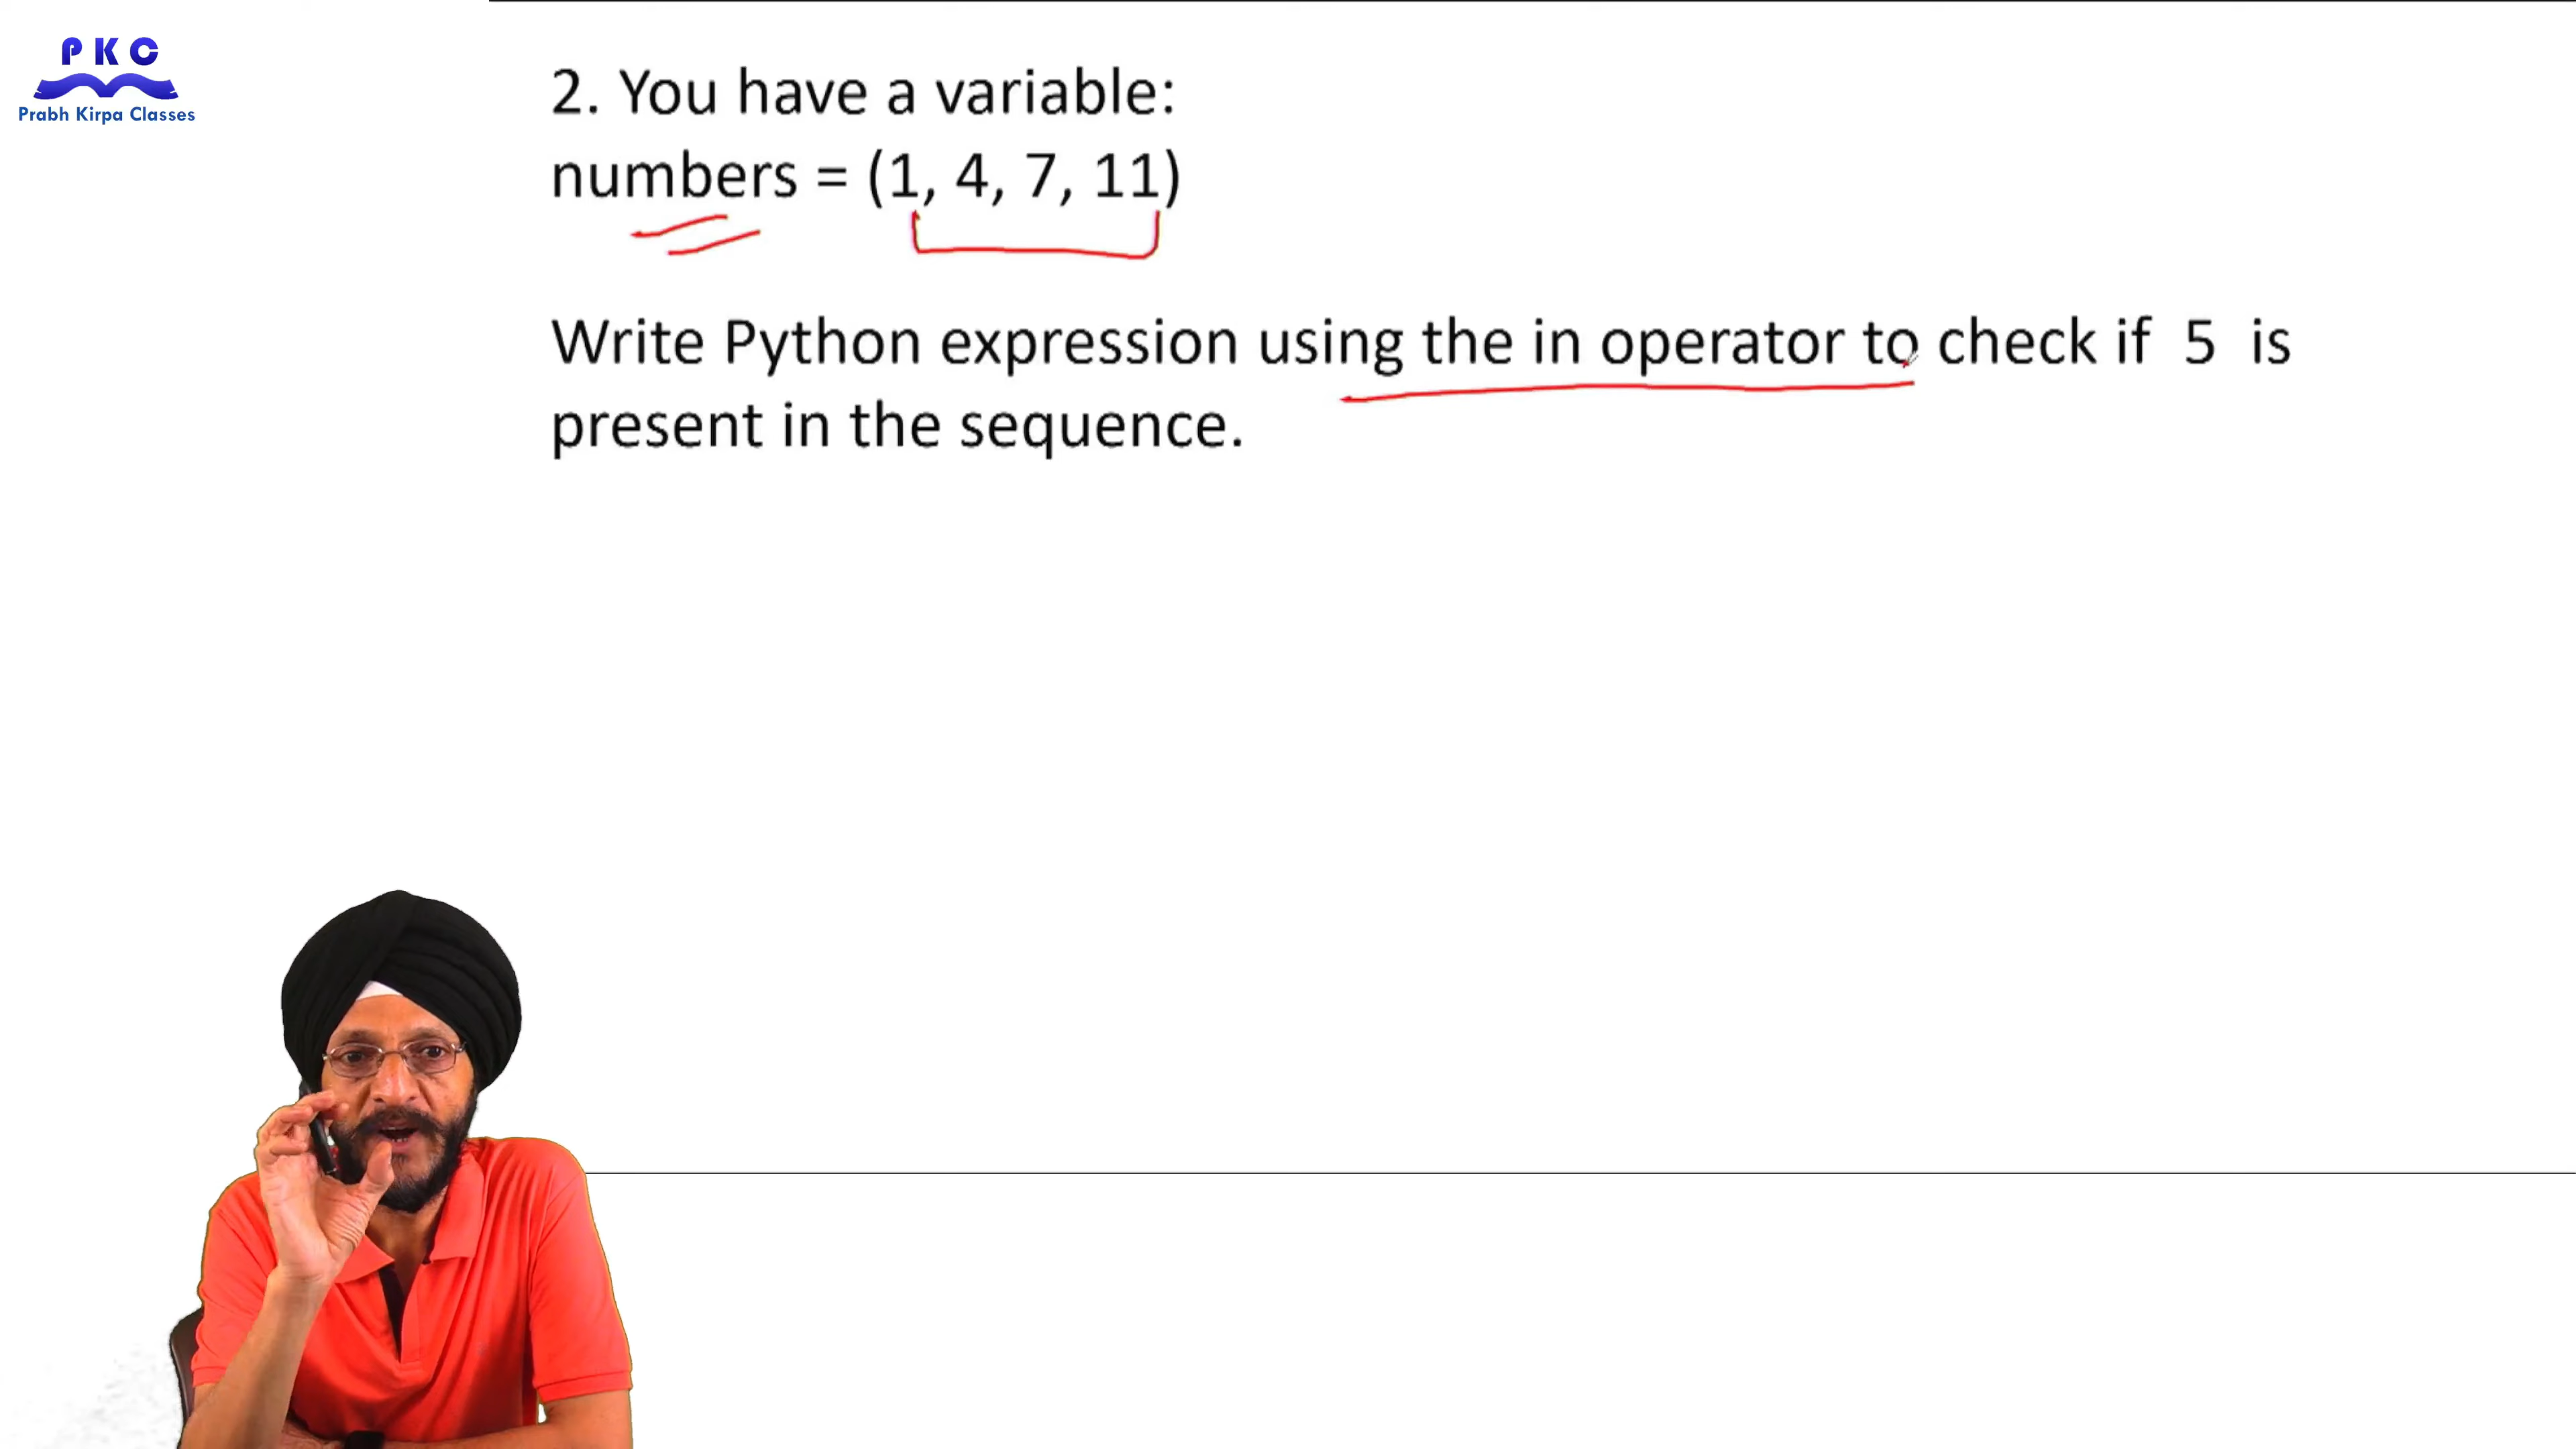 P K C
Prabh Kirpa Classes
2. You have a variable:
numbers = (1, 4, 7, 11)
Write Python expression using the in operator to check if 5 is
present in the sequence.